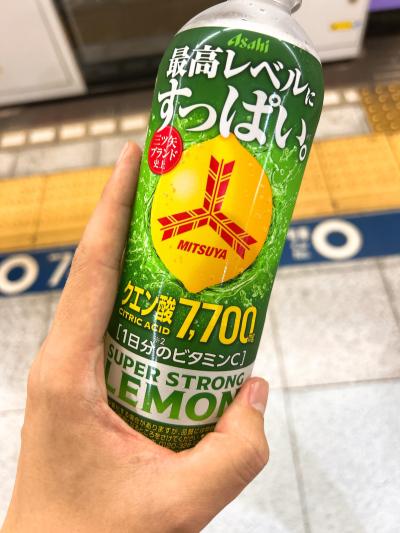 Asahi
最高レベルに
すっぱい。
三ツ矢
ブランド
史上
MITSUYA
クエン酸
CITRIC ACID
7,700mg
※2
[1日分のビタミンC]
SUPER STRONG
LEMON